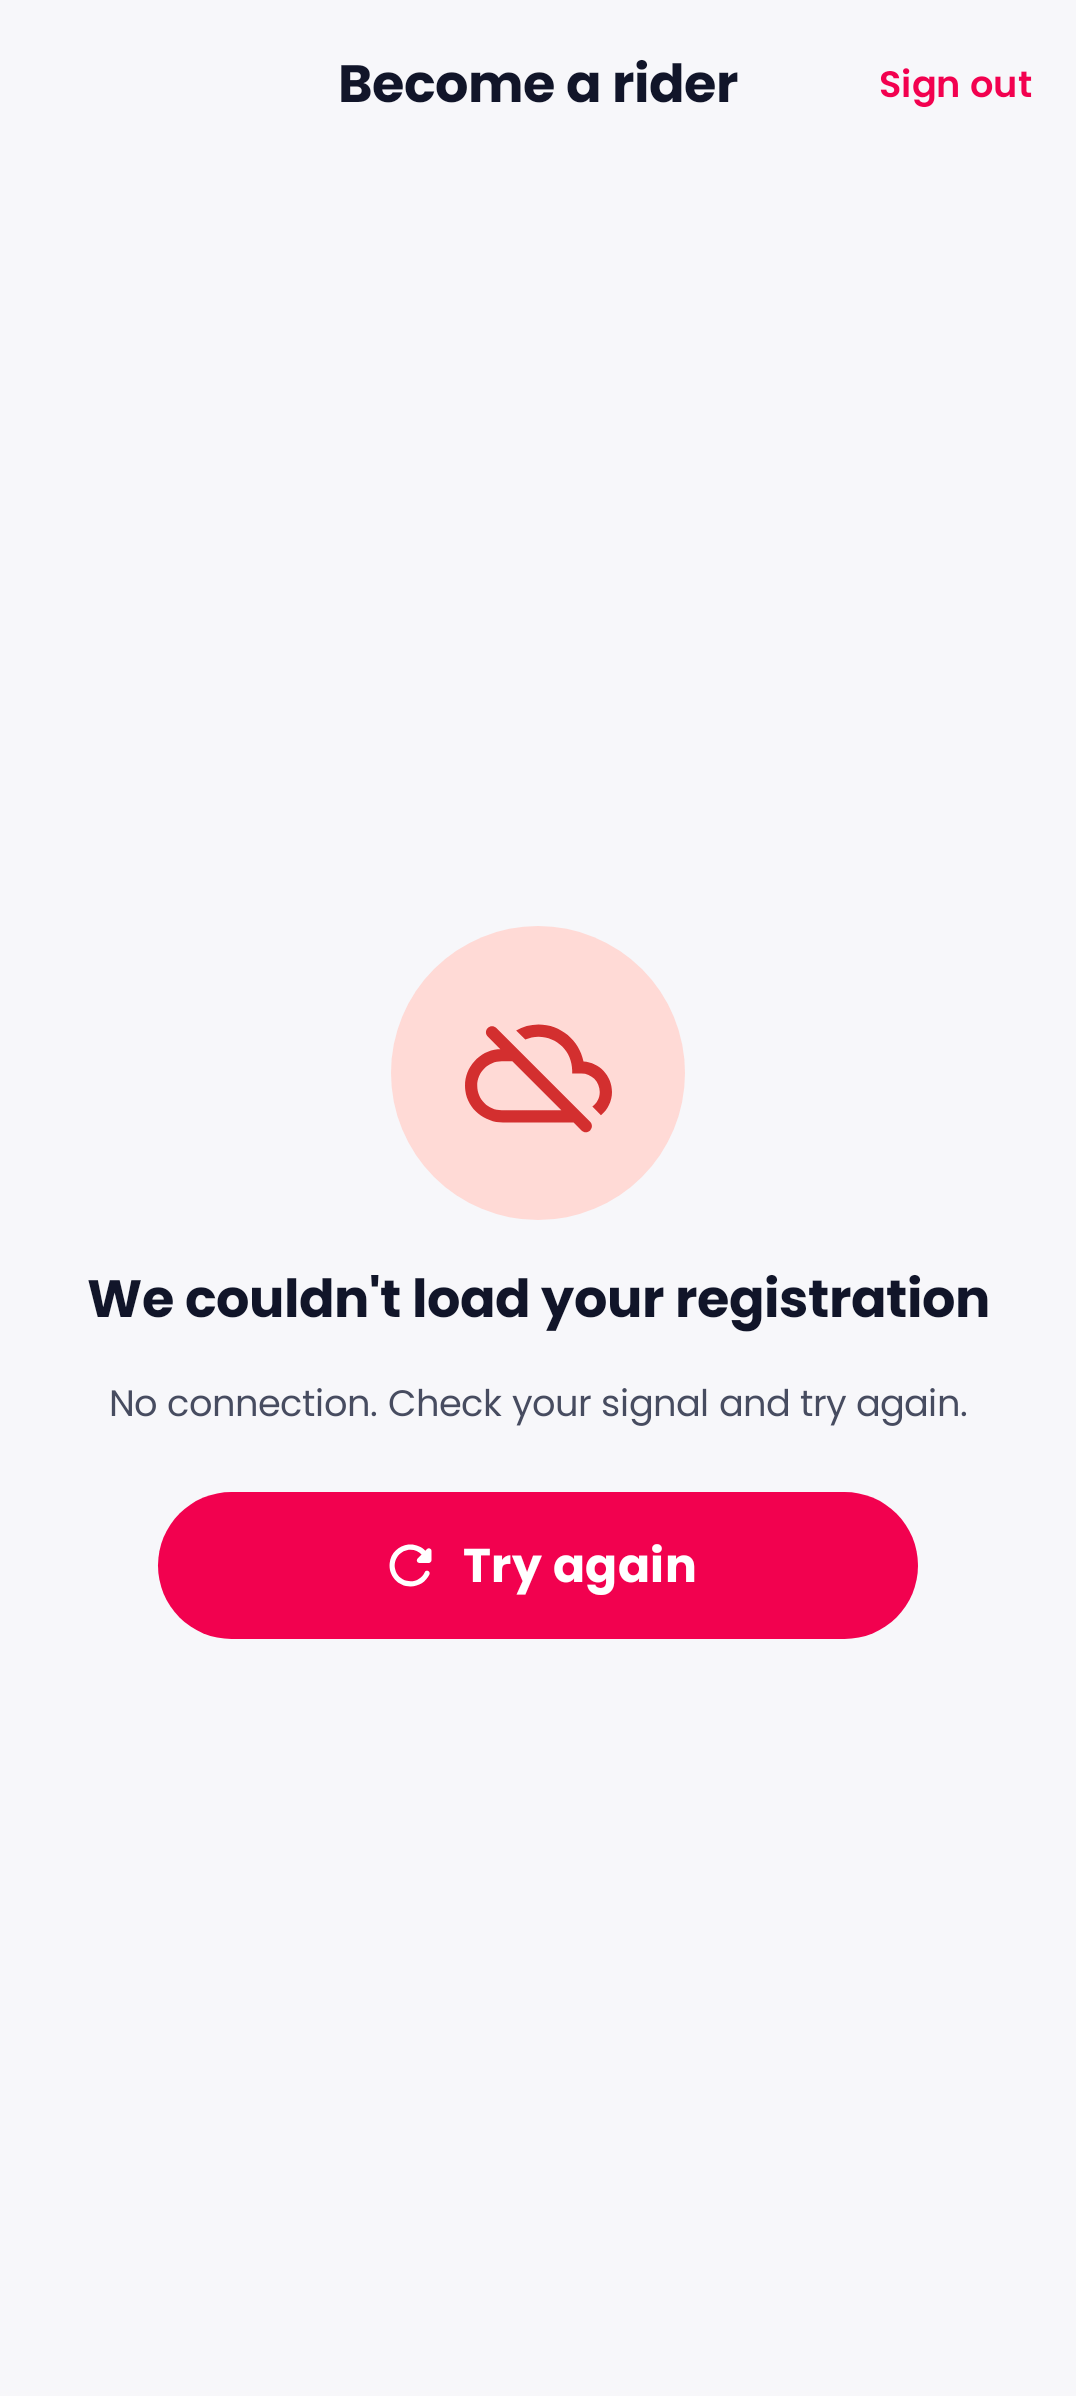 Become a rider
Sign out
We couldn't load your registration
No connection. Check your signal and try again.
Try again